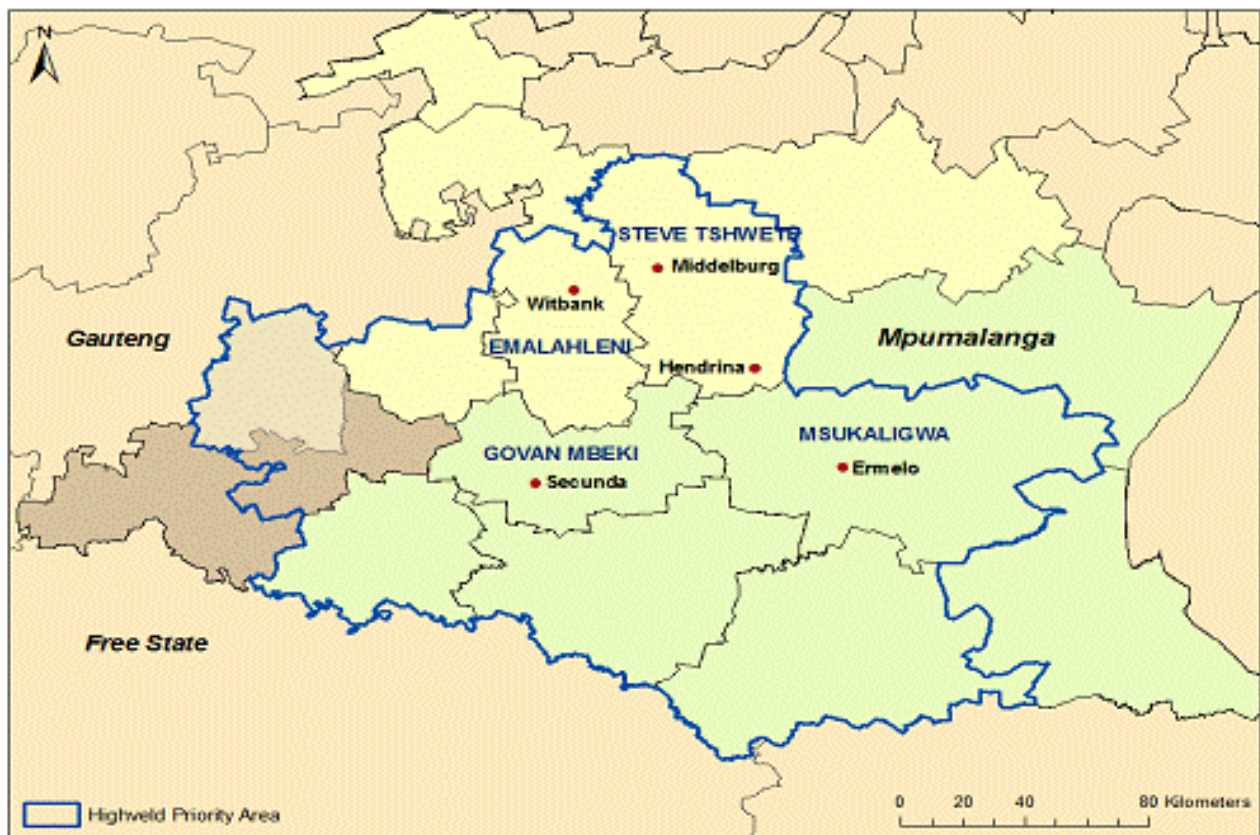 N
STEVE TSHWETE
Middelburg
Witbank
Gauteng
EMALAHLENI
Mpumalanga
Hendrina
MSUKALIGWA
GOVAN MBEKI
Ermelo
Secunda
Free State
Highveld Priority Area
0 20 40 80 Kilometers